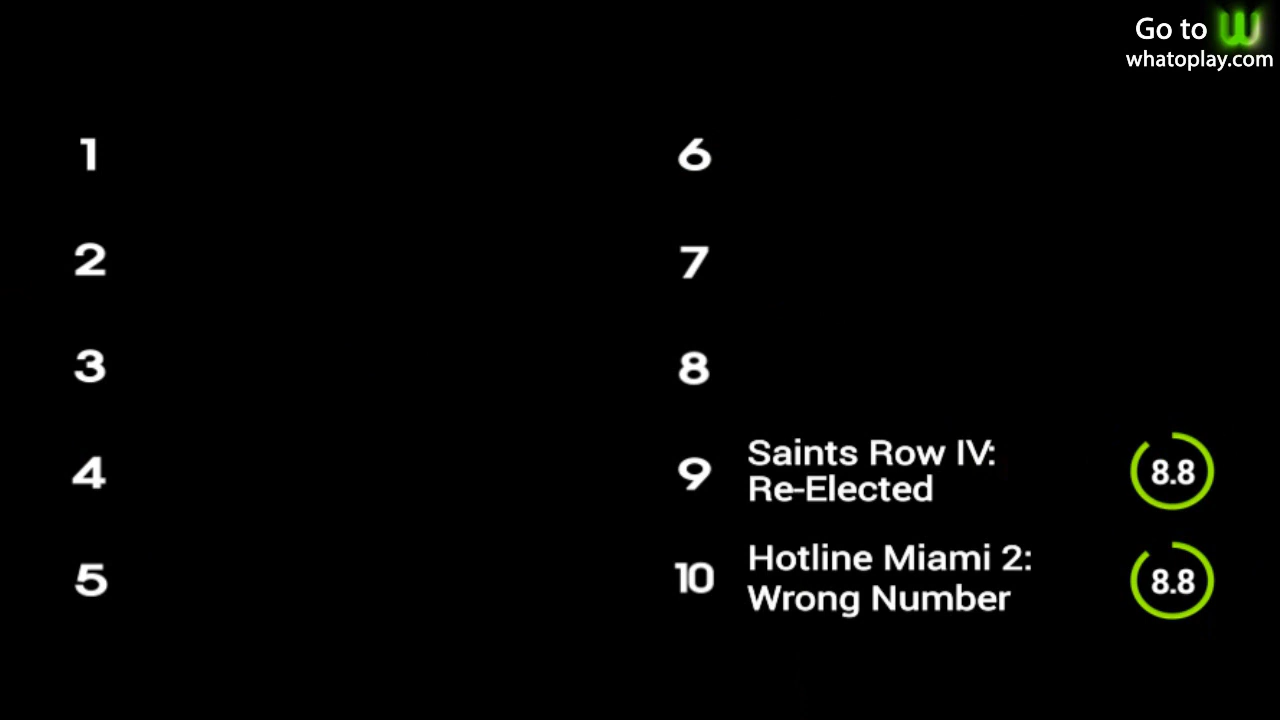 Go to W
whatoplay.com
1
2
3
4
5
6
7
8
9
Saints Row IV:
Re-Elected
8.8
10
Hotline Miami 2:
Wrong Number
8.8